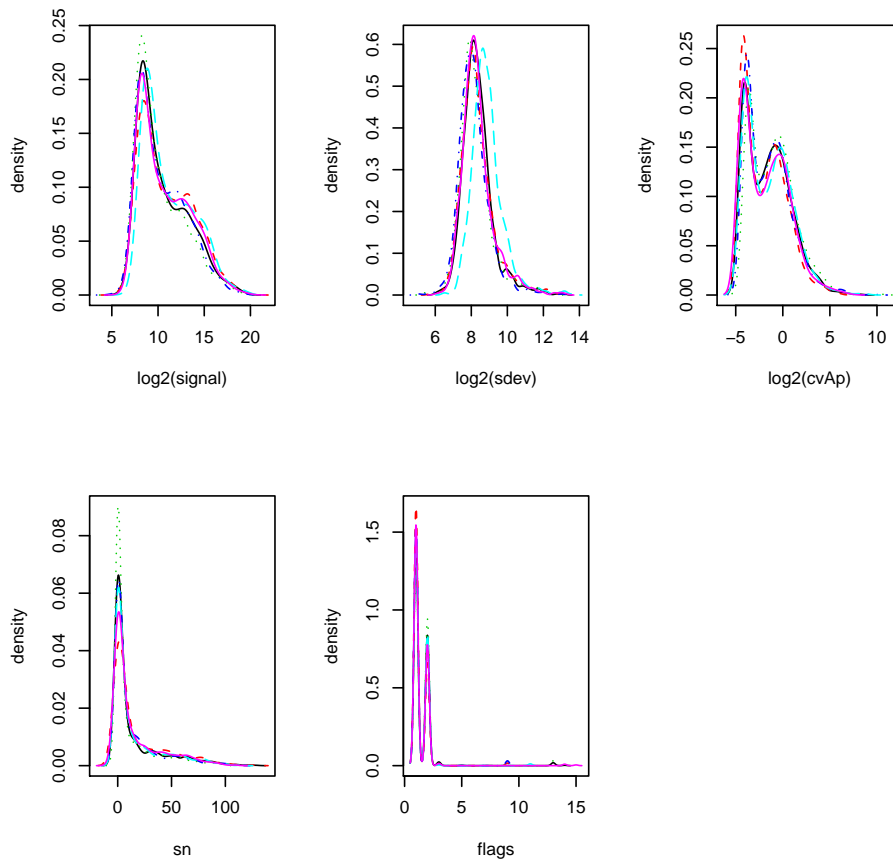 density
0.00 0.05 0.10 0.15 0.20 0.25
5 10 15 20
log2(signal)
density
0.0 0.1 0.2 0.3 0.4 0.5 0.6
6 8 10 12 14
log2(sdev)
density
0.00 0.05 0.10 0.15 0.20 0.25
−5 0 5 10
log2(cvAp)
density
0.00 0.02 0.04 0.06 0.08
0 50 100
sn
density
0.0 0.5 1.0 1.5
0 5 10 15
flags